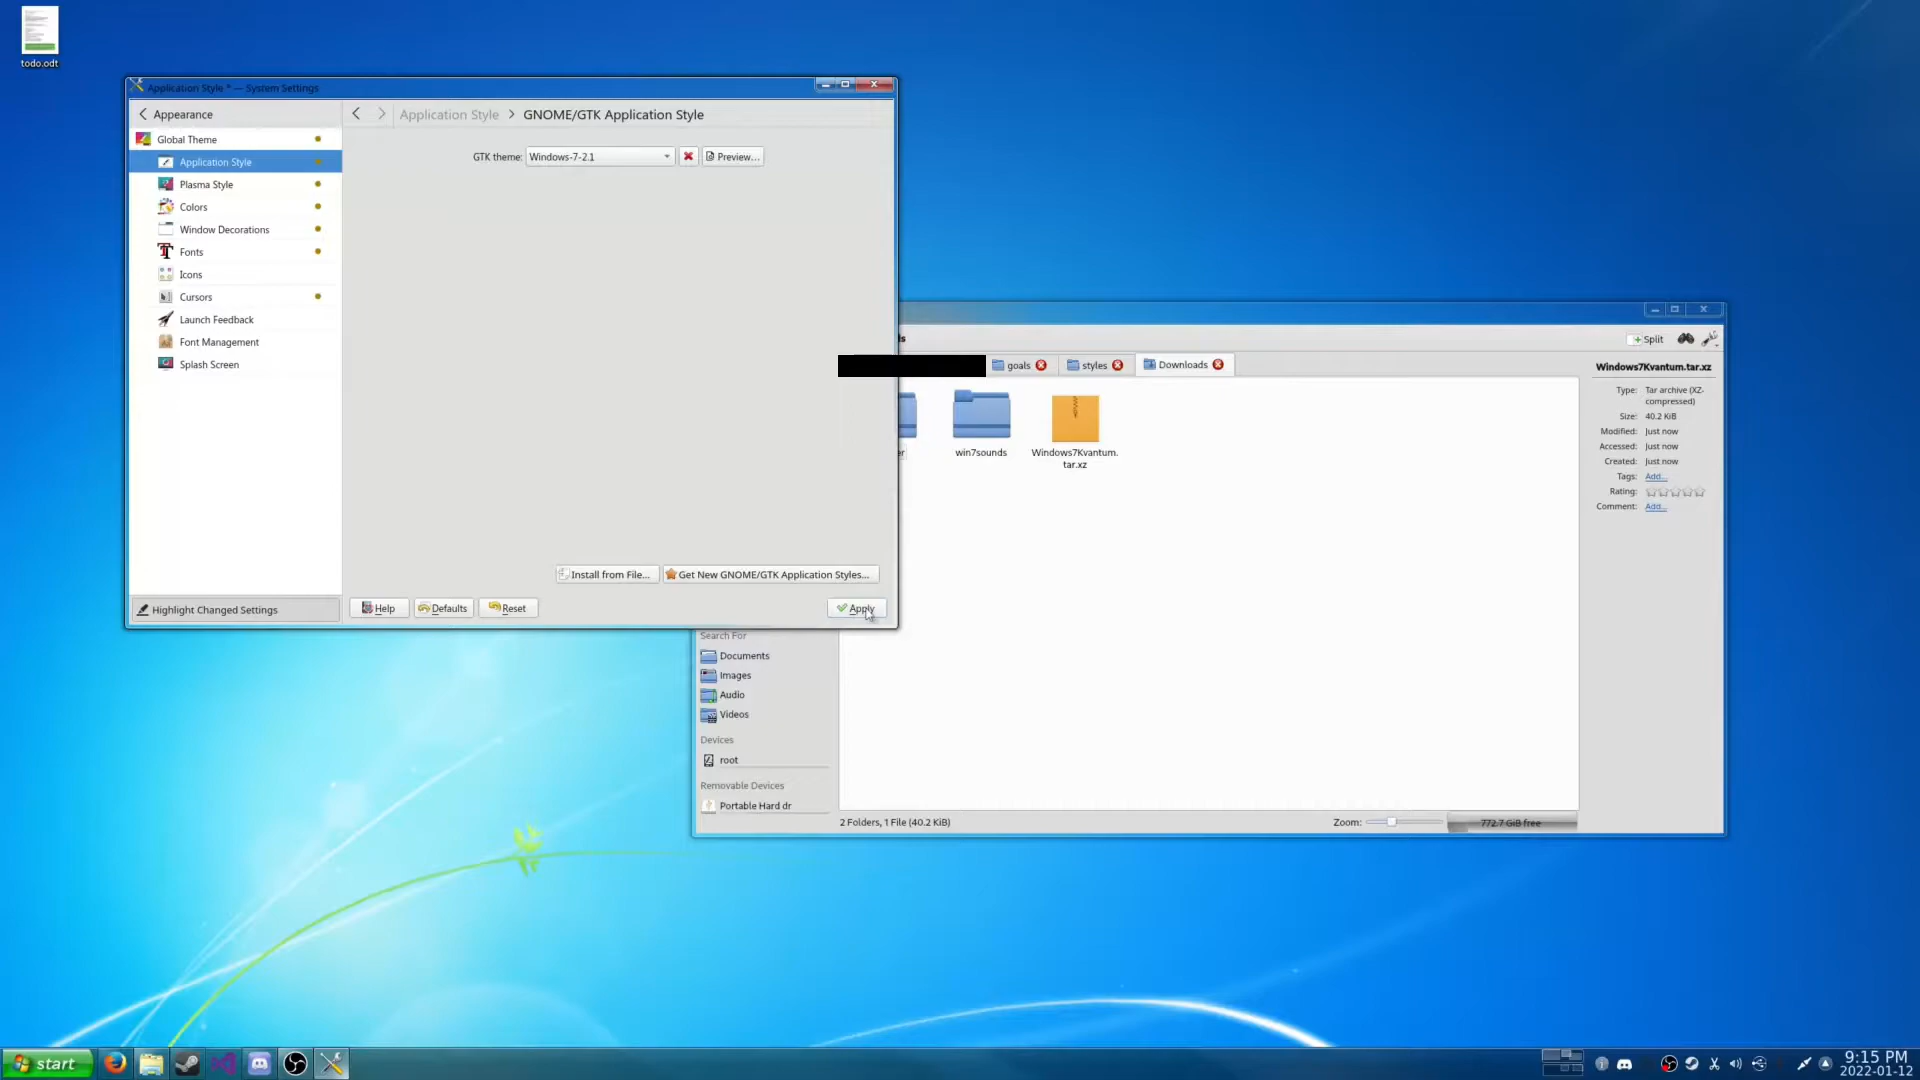 todo.odt
Application Style * — System Settings
Appearance
Application Style
GNOME/GTK Application Style
Global Theme
Application Style
Plasma Style
Colors
Window Decorations
Fonts
Icons
Cursors
Launch Feedback
Font Management
Splash Screen
GTK theme:
Windows-7-2.1
Preview...
Install from File...
Get New GNOME/GTK Application Styles...
Highlight Changed Settings
Help
Defaults
Reset
Apply
Split
goals
styles
Downloads
win7sounds
Windows7Kvantum.
tar.xz
Windows7Kvantum.tar.xz
Type: Tar archive (XZ-
compressed)
Size: 40.2 KiB
Modified: Just now
Accessed: Just now
Created: Just now
Tags: Add...
Rating:
Comment: Add...
Search For
Documents
Images
Audio
Videos
Devices
root
Removable Devices
Portable Hard dr
2 Folders, 1 File (40.2 KiB)
Zoom:
772.7 GiB free
start
9:15 PM
2022-01-12